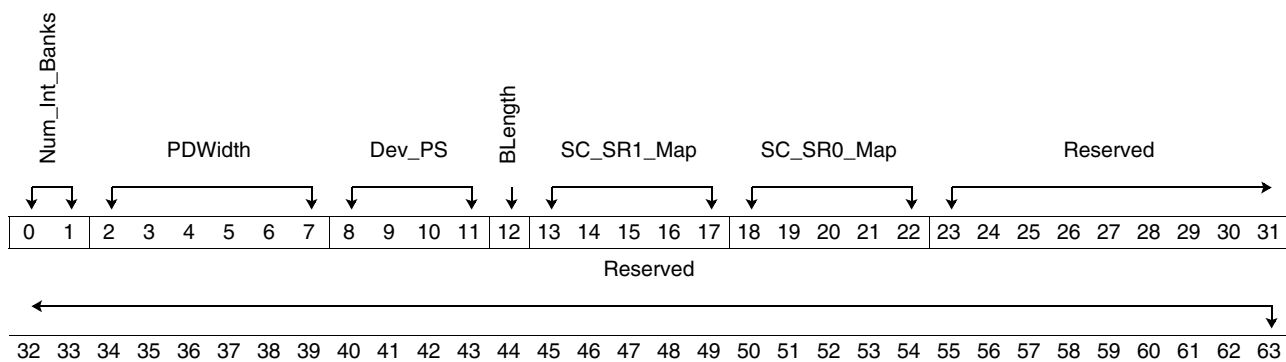 Num_Int_Banks
PDWidth
Dev_PS
BLength
SC_SR1_Map
SC_SR0_Map
Reserved
0 1 2 3 4 5 6 7 8 9 10 11 12 13 14 15 16 17 18 19 20 21 22 23 24 25 26 27 28 29 30 31
Reserved
32 33 34 35 36 37 38 39 40 41 42 43 44 45 46 47 48 49 50 51 52 53 54 55 56 57 58 59 60 61 62 63